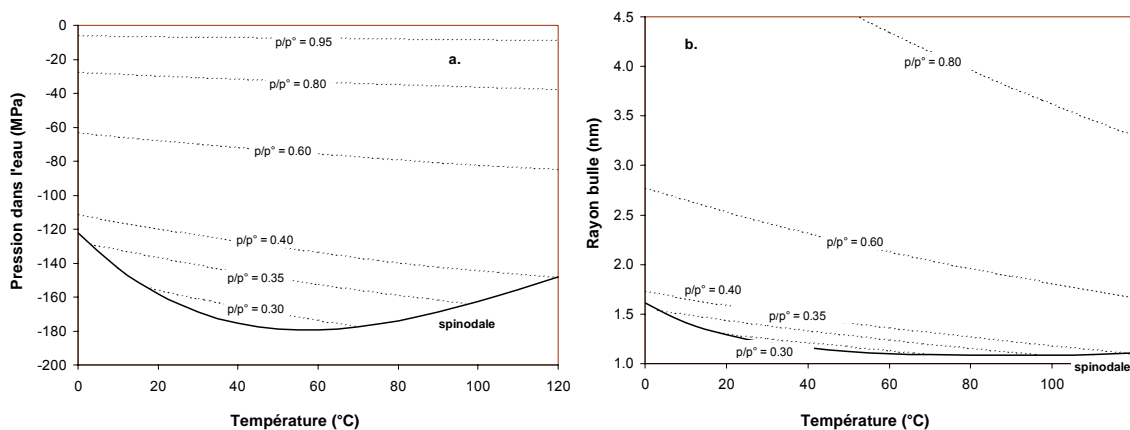 a.
Pression dans l'eau (MPa)
0
-20
-40
-60
-80
-100
-120
-140
-160
-180
-200
p/p° = 0.95
p/p° = 0.80
p/p° = 0.60
p/p° = 0.40
p/p° = 0.35
p/p° = 0.30
spinodale
0 20 40 60 80 100 120
Température (°C)
b.
Rayon bulle (nm)
4.5
4.0
3.5
3.0
2.5
2.0
1.5
1.0
p/p° = 0.80
p/p° = 0.60
p/p° = 0.40
p/p° = 0.35
p/p° = 0.30
spinodale
0 20 40 60 80 100
Température (°C)